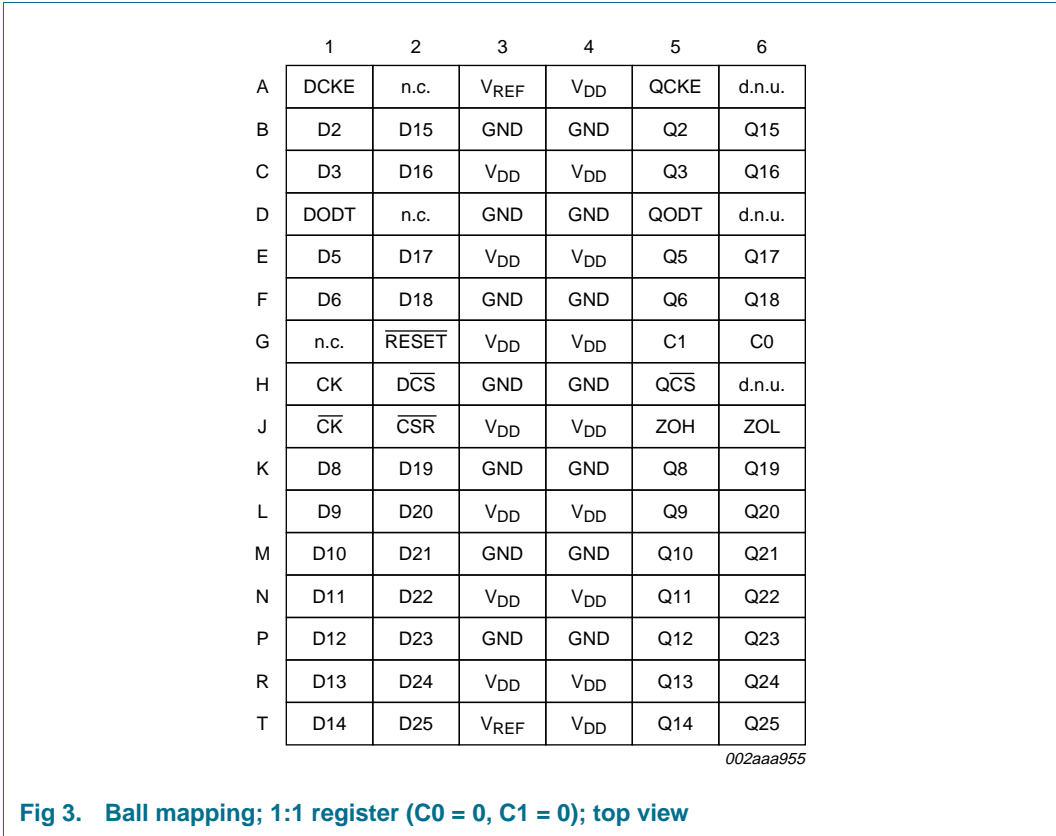 1 2 3 4 5 6
A DCKE n.c. VREF VDD QCKE d.n.u.
B D2 D15 GND GND Q2 Q15
C D3 D16 VDD VDD Q3 Q16
D DODT n.c. GND GND QODT d.n.u.
E D5 D17 VDD VDD Q5 Q17
F D6 D18 GND GND Q6 Q18
G n.c. R̅E̅S̅E̅T̅ VDD VDD C1 C0
H CK DC̅S̅ GND GND QC̅S̅ d.n.u.
J C̅K̅ C̅S̅R̅ VDD VDD ZOH ZOL
K D8 D19 GND GND Q8 Q19
L D9 D20 VDD VDD Q9 Q20
M D10 D21 GND GND Q10 Q21
N D11 D22 VDD VDD Q11 Q22
P D12 D23 GND GND Q12 Q23
R D13 D24 VDD VDD Q13 Q24
T D14 D25 VREF VDD Q14 Q25
002aaa955
Fig 3. Ball mapping; 1:1 register (C0 = 0, C1 = 0); top view